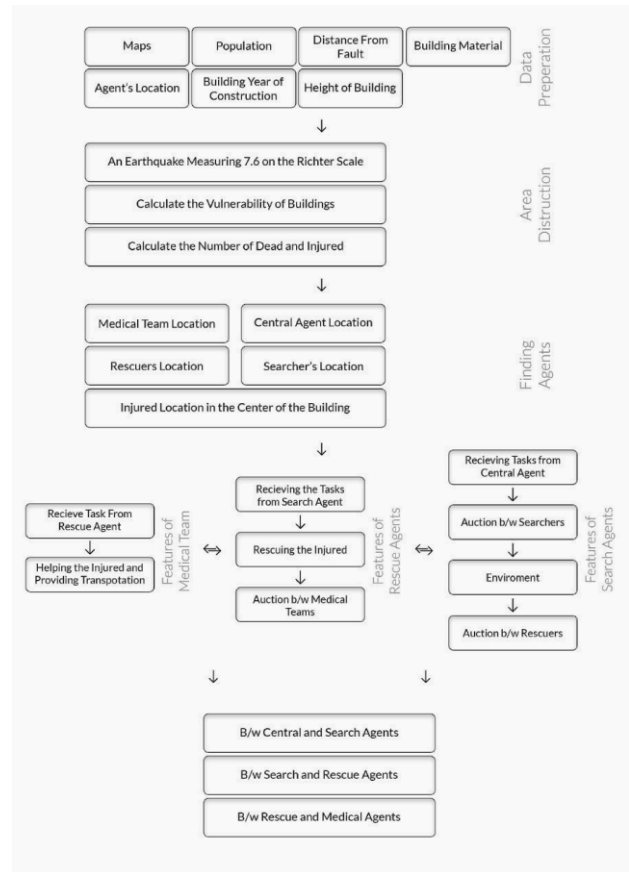 Maps
Population
Distance From
Fault
Building Material
Agent's Location
Building Year of
Construction
Height of Building
Data
Preperation
An Earthquake Measuring 7.6 on the Richter Scale
Calculate the Vulnerability of Buildings
Calculate the Number of Dead and Injured
Area
Distruction
Medical Team Location
Central Agent Location
Rescuers Location
Searcher's Location
Injured Location in the Center of the Building
Finding
Agents
Recieve Task From
Rescue Agent
Helping the Injured and
Providing Transpotation
Features of
Medical Team
Recieving the Tasks
from Search Agent
Rescuing the Injured
Auction b/w Medical
Teams
Features of
Rescue Agents
Recieving Tasks from
Central Agent
Auction b/w Searchers
Enviroment
Auction b/w Rescuers
Features of
Search Agents
B/w Central and Search Agents
B/w Search and Rescue Agents
B/w Rescue and Medical Agents